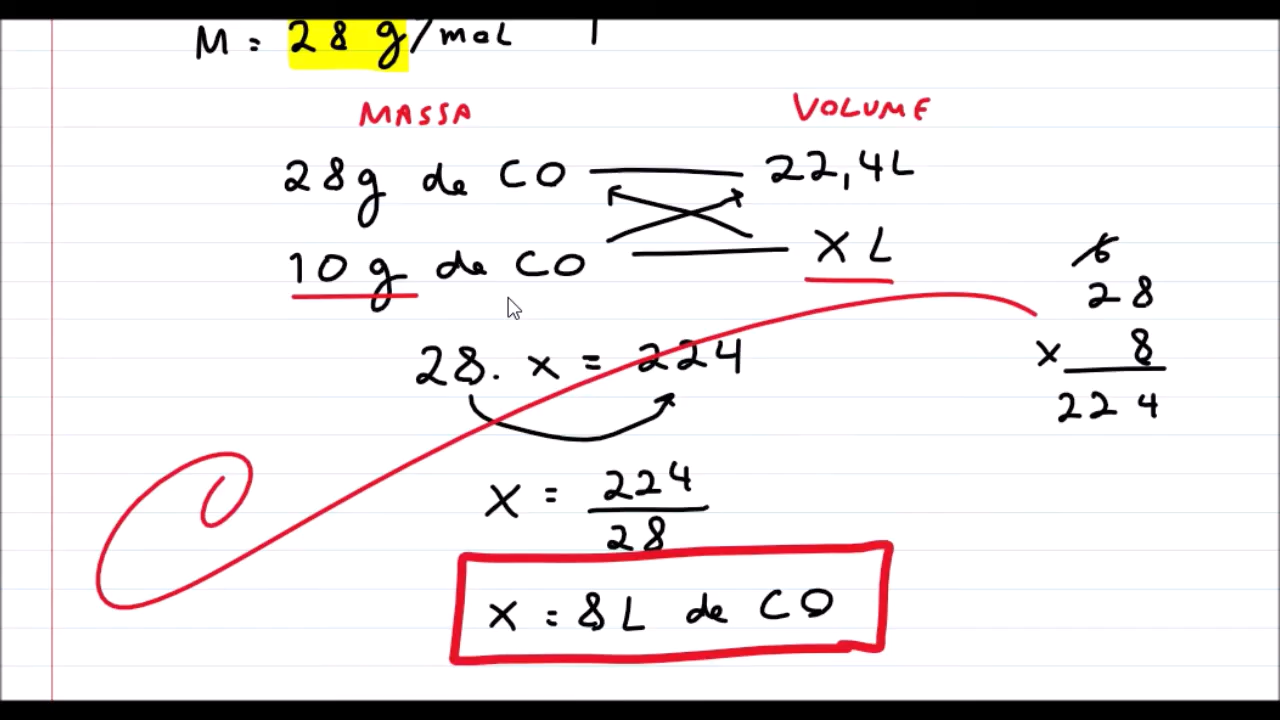 M = 28 g/mol
MASSA VOLUME
28g de CO 22,4L
10 g de CO X L
28. x = 224
X = 224
28
X = 8L de CO
6
28
x 8
224